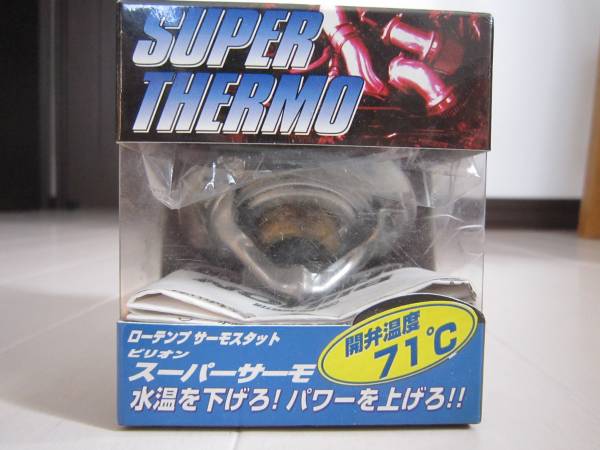 SUPER
THERMO
ローテンプ サーモスタット
ビリオン
スーパーサーモ
水温を下げろ! パワーを上げろ!!
開弁温度
71℃